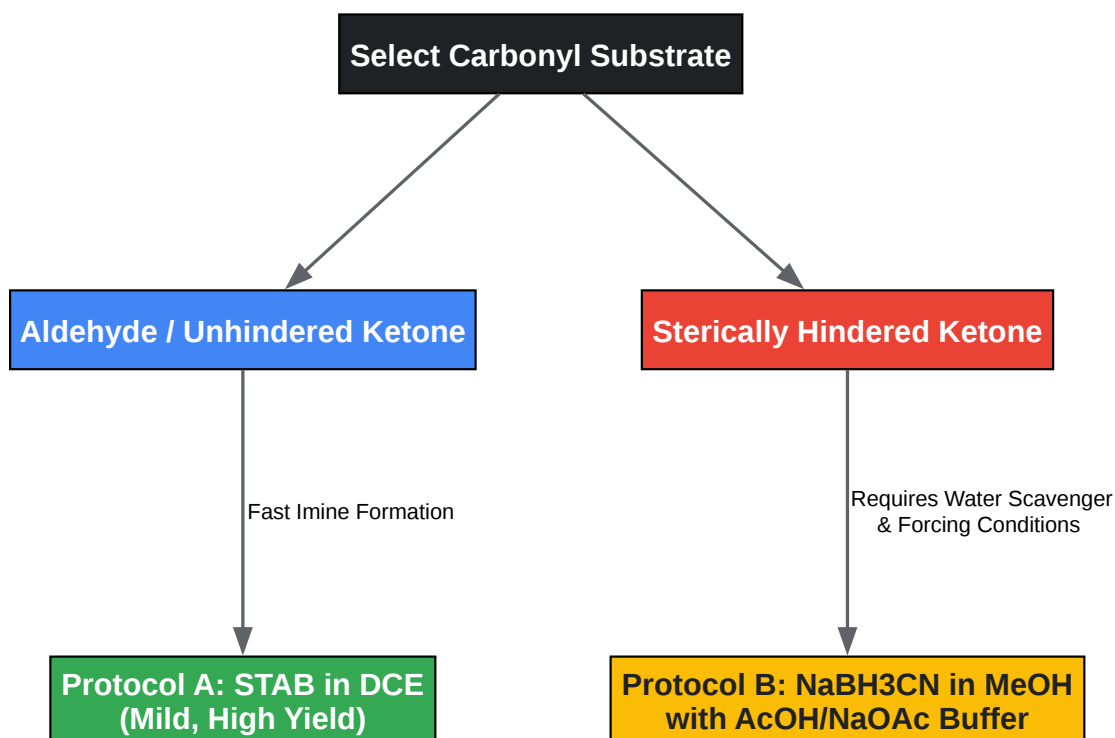 Select Carbonyl Substrate
Aldehyde / Unhindered Ketone
Sterically Hindered Ketone
Fast Imine Formation
Requires Water Scavenger
& Forcing Conditions
Protocol A: STAB in DCE
(Mild, High Yield)
Protocol B: NaBH3CN in MeOH
with AcOH/NaOAc Buffer